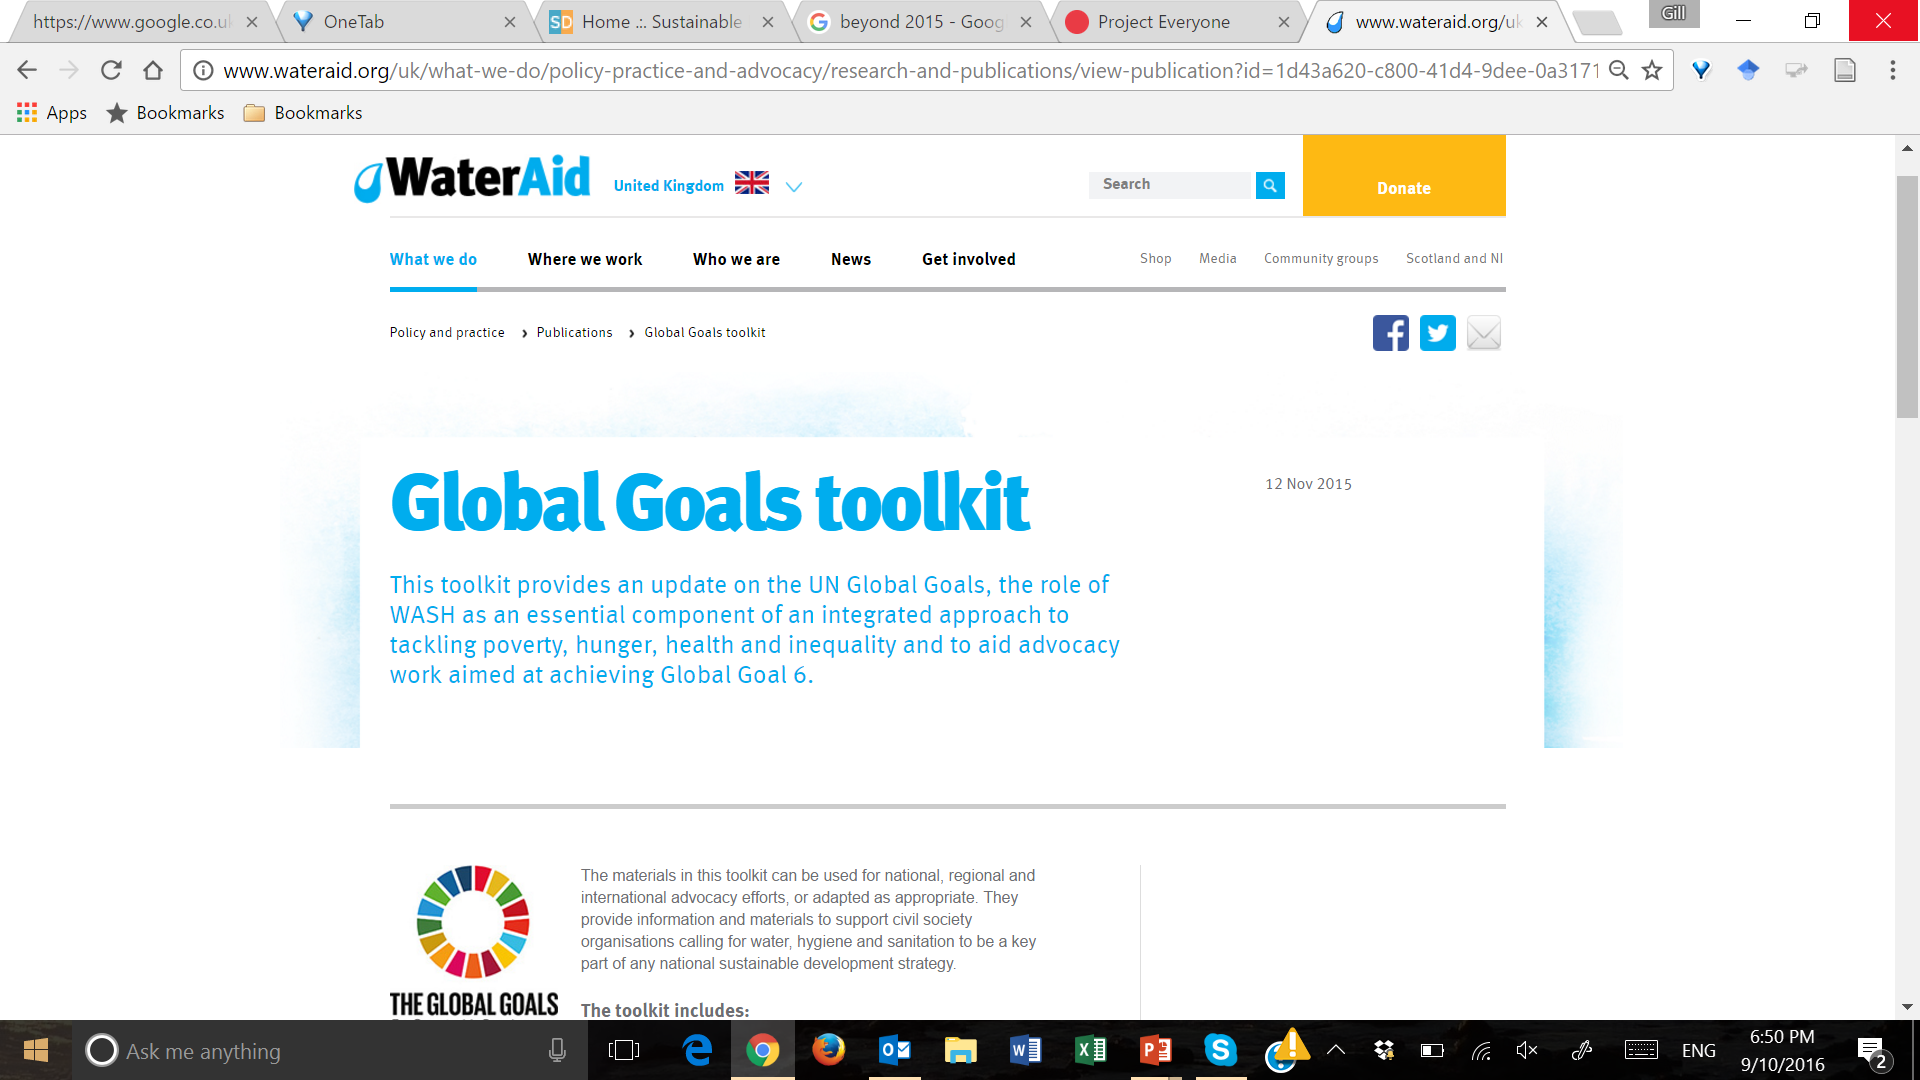 https://www.google.co.uk
OneTab
SD Home .:. Sustainable
beyond 2015 - Goog
Project Everyone
www.wateraid.org/uk
Gill
www.wateraid.org/uk/what-we-do/policy-practice-and-advocacy/research-and-publications/view-publication?id=1d43a620-c800-41d4-9dee-0a3171
Apps
Bookmarks
Bookmarks
WaterAid
United Kingdom
Search
Donate
What we do
Where we work
Who we are
News
Get involved
Shop
Media
Community groups
Scotland and NI
Policy and practice › Publications › Global Goals toolkit
Global Goals toolkit
12 Nov 2015
This toolkit provides an update on the UN Global Goals, the role of
WASH as an essential component of an integrated approach to
tackling poverty, hunger, health and inequality and to aid advocacy
work aimed at achieving Global Goal 6.
THE GLOBAL GOALS
The materials in this toolkit can be used for national, regional and
international advocacy efforts, or adapted as appropriate. They
provide information and materials to support civil society
organisations calling for water, hygiene and sanitation to be a key
part of any national sustainable development strategy.
The toolkit includes:
Ask me anything
ENG
6:50 PM
9/10/2016
2